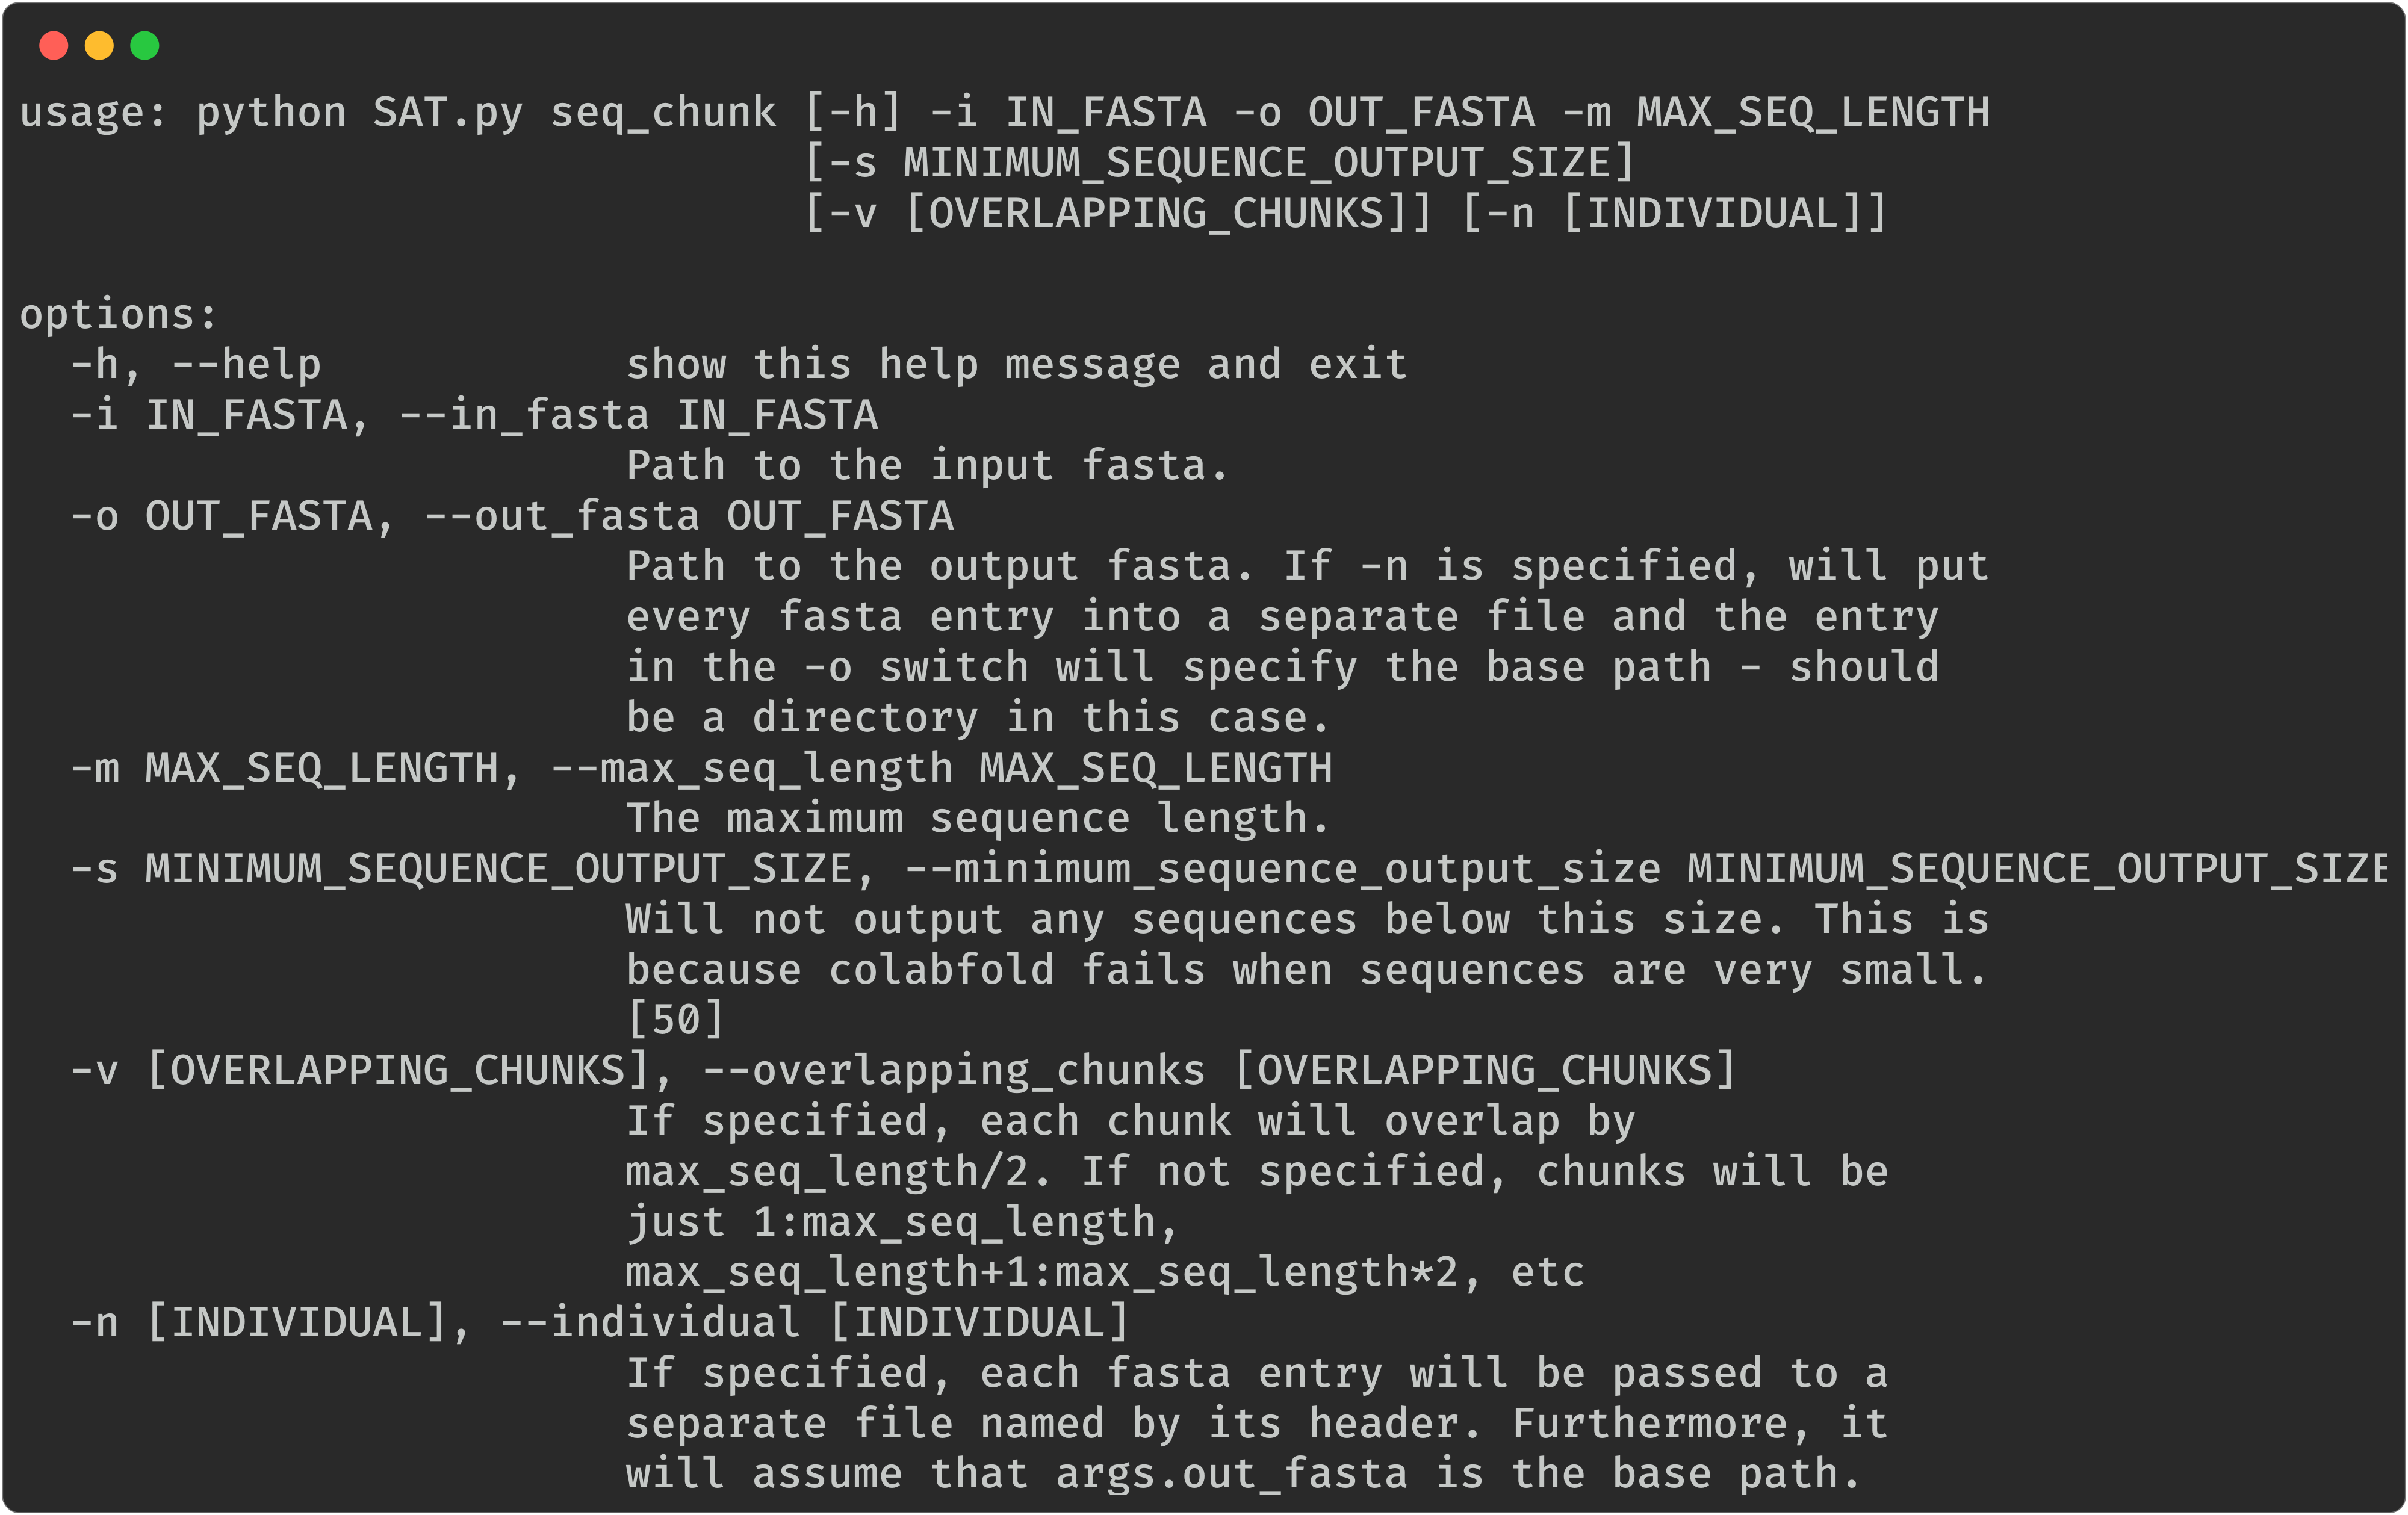 usage: python SAT.py seq_chunk [-h] -i IN_FASTA -o OUT_FASTA -m MAX_SEQ_LENGTH
                               [-s MINIMUM_SEQUENCE_OUTPUT_SIZE]
                               [-v [OVERLAPPING_CHUNKS]] [-n [INDIVIDUAL]]

options:
  -h, --help            show this help message and exit
  -i IN_FASTA, --in_fasta IN_FASTA
                        Path to the input fasta.
  -o OUT_FASTA, --out_fasta OUT_FASTA
                        Path to the output fasta. If -n is specified, will put
                        every fasta entry into a separate file and the entry
                        in the -o switch will specify the base path - should
                        be a directory in this case.
  -m MAX_SEQ_LENGTH, --max_seq_length MAX_SEQ_LENGTH
                        The maximum sequence length.
  -s MINIMUM_SEQUENCE_OUTPUT_SIZE, --minimum_sequence_output_size MINIMUM_SEQUENCE_OUTPUT_SIZE
                        Will not output any sequences below this size. This is
                        because colabfold fails when sequences are very small.
                        [50]
  -v [OVERLAPPING_CHUNKS], --overlapping_chunks [OVERLAPPING_CHUNKS]
                        If specified, each chunk will overlap by
                        max_seq_length/2. If not specified, chunks will be
                        just 1:max_seq_length,
                        max_seq_length+1:max_seq_length*2, etc
  -n [INDIVIDUAL], --individual [INDIVIDUAL]
                        If specified, each fasta entry will be passed to a
                        separate file named by its header. Furthermore, it
                        will assume that args.out_fasta is the base path.